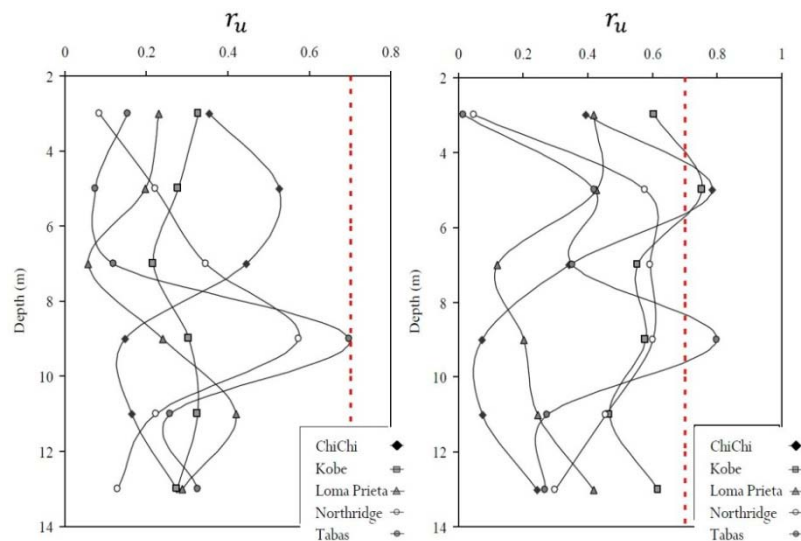 r_u
0 0.2 0.4 0.6 0.8
2
4
6
8
10
12
14
Depth (m)
ChiChi
Kobe
Loma Prieta
Northridge
Tabas
r_u
0 0.2 0.4 0.6 0.8 1
2
4
6
8
10
12
14
Depth (m)
ChiChi
Kobe
Loma Prieta
Northridge
Tabas